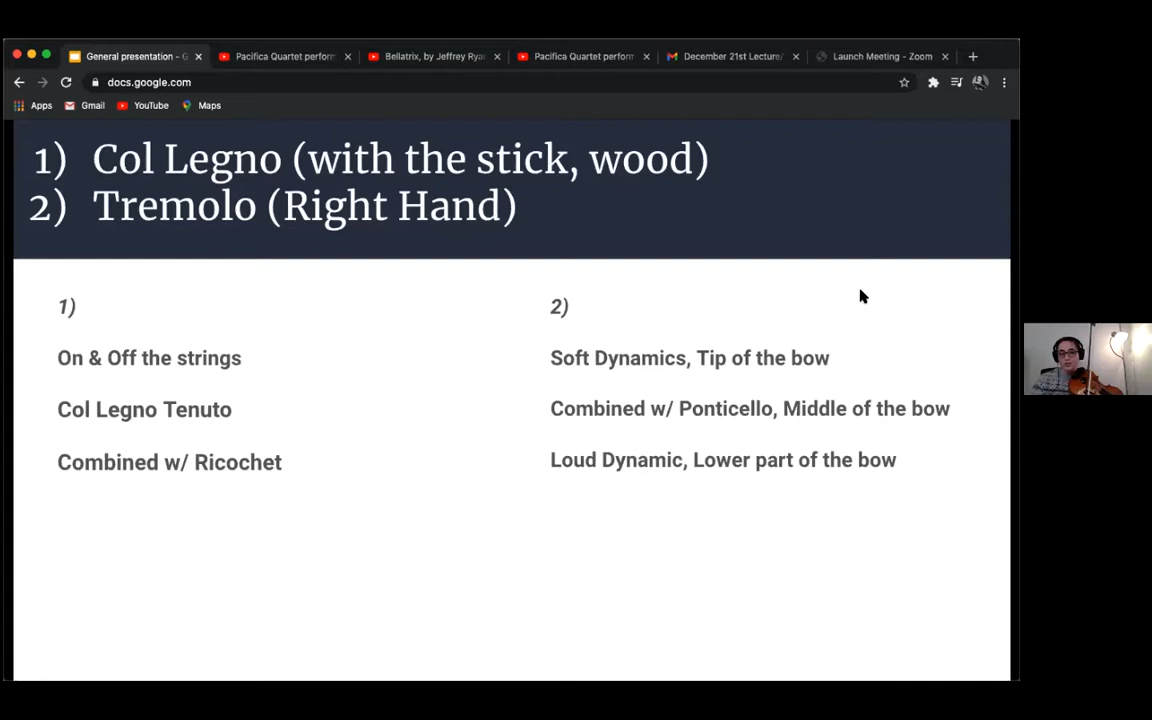 General presentation - G
Pacifica Quartet perform
Bellatrix, by Jeffrey Rya
Pacifica Quartet perform
December 21st Lecture/
Launch Meeting - Zoom
docs.google.com
Apps
Gmail
YouTube
Maps
1) Col Legno (with the stick, wood)
2) Tremolo (Right Hand)
1)
On & Off the strings
Col Legno Tenuto
Combined w/ Ricochet
2)
Soft Dynamics, Tip of the bow
Combined w/ Ponticello, Middle of the bow
Loud Dynamic, Lower part of the bow